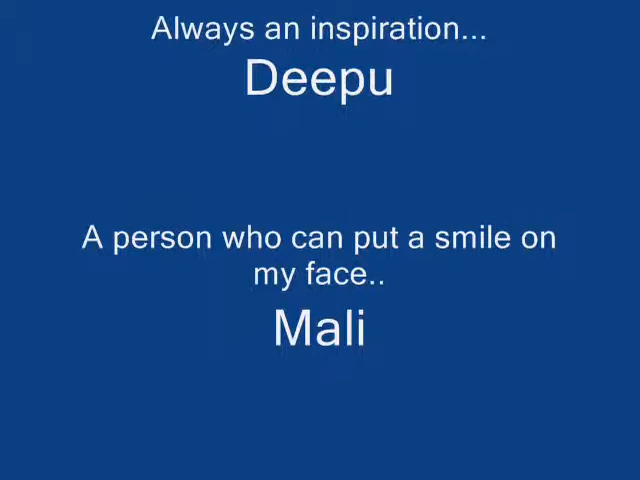 Always an inspiration...
Deepu
A person who can put a smile on
my face..
Mali